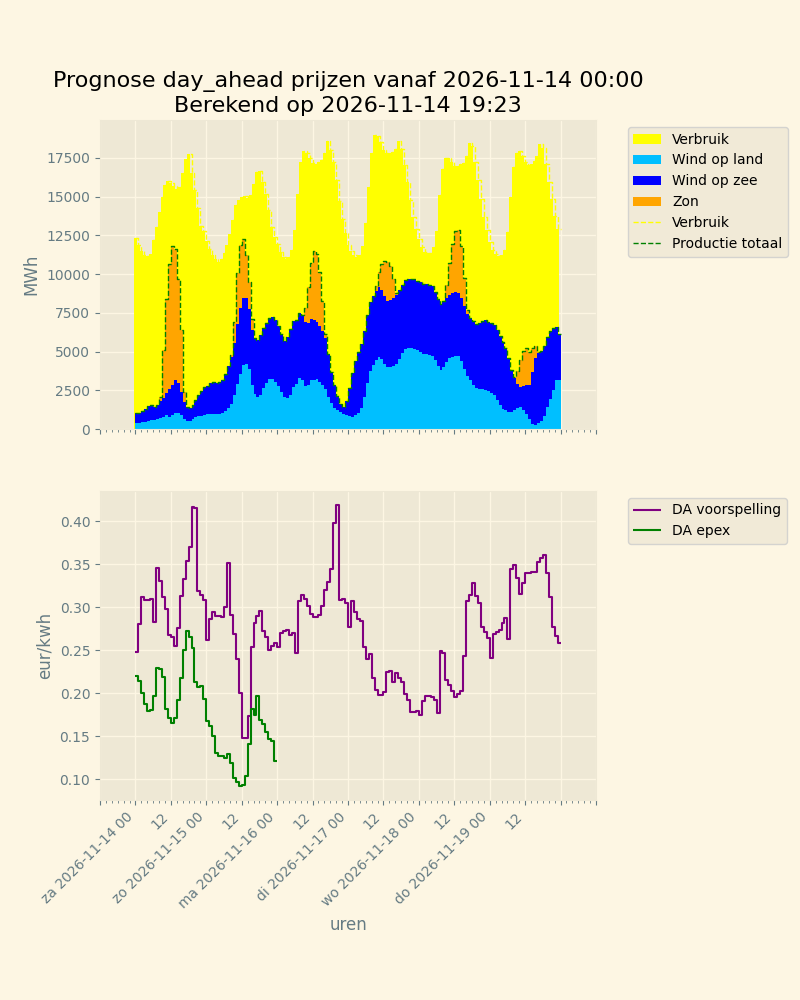 Prognose day_ahead prijzen vanaf 2026-11-14 00:00
Berekend op 2026-11-14 19:23
17500
15000
12500
10000
7500
5000
2500
0
MWh
Verbruik
Wind op land
Wind op zee
Zon
Verbruik
Productie totaal
0.40
0.35
0.30
0.25
0.20
0.15
0.10
eur/kwh
DA voorspelling
DA epex
za 2026-11-14 00
12
zo 2026-11-15 00
12
ma 2026-11-16 00
12
di 2026-11-17 00
12
wo 2026-11-18 00
12
do 2026-11-19 00
12
uren